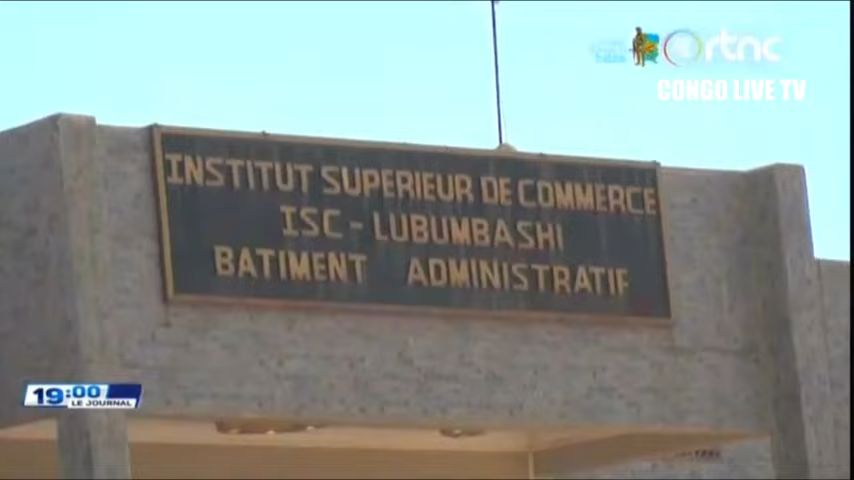 rtnc
CONGO LIVE TV
INSTITUT SUPERIEUR DE COMMERCE
ISC - LUBUMBASHI
BATIMENT ADMINISTRATIF
19:00
LE JOURNAL